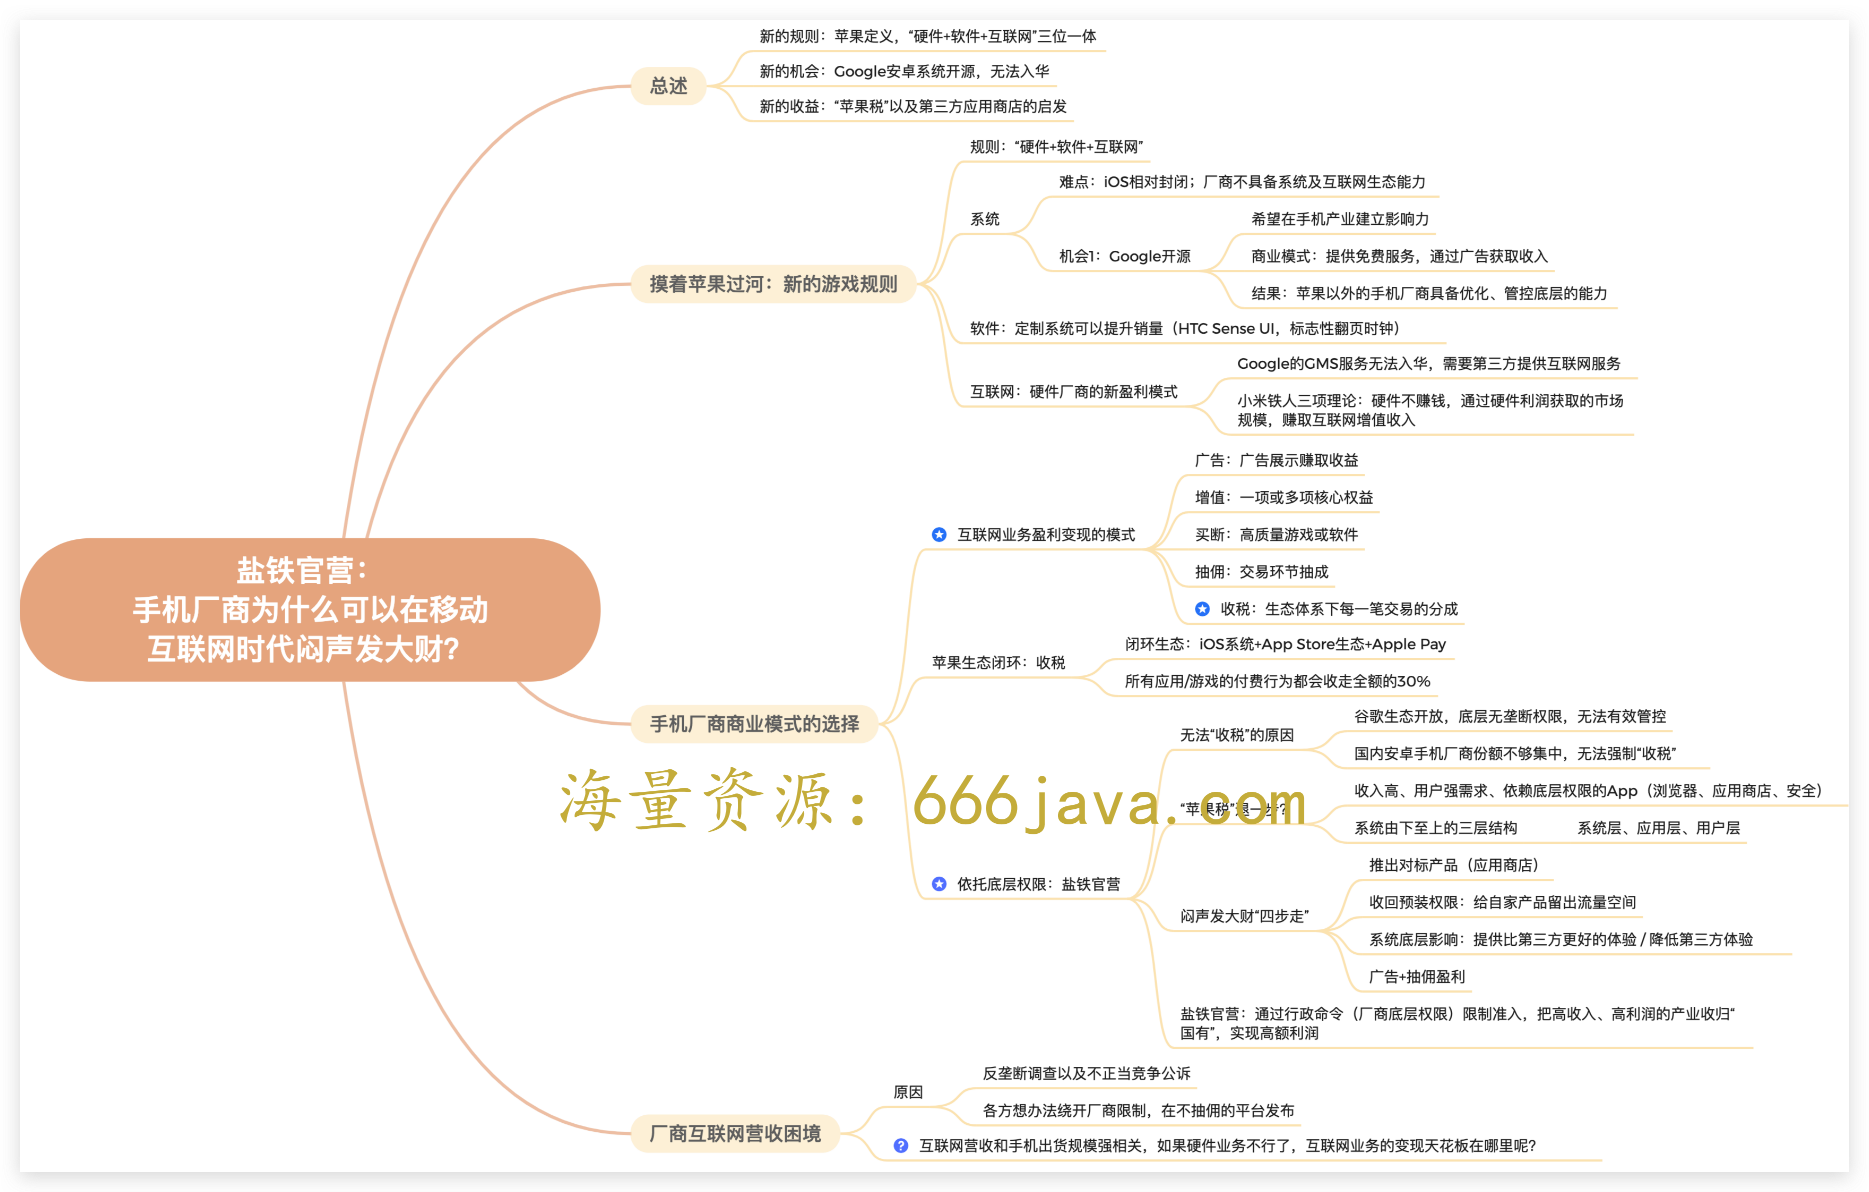 新的规则：苹果定义，“硬件+软件+互联网”三位一体
总述
新的机会：Google安卓系统开源，无法入华
新的收益：“苹果税”以及第三方应用商店的启发
规则：“硬件+软件+互联网”
难点：iOS相对封闭；厂商不具备系统及互联网生态能力
系统
希望在手机产业建立影响力
机会1：Google开源
商业模式：提供免费服务，通过广告获取收入
摸着苹果过河：新的游戏规则
结果：苹果以外的手机厂商具备优化、管控底层的能力
软件：定制系统可以提升销量（HTC Sense UI，标志性翻页时钟）
Google的GMS服务无法入华，需要第三方提供互联网服务
互联网：硬件厂商的新盈利模式
小米铁人三项理论：硬件不赚钱，通过硬件利润获取的市场
规模，赚取互联网增值收入
广告：广告展示赚取收益
增值：一项或多项核心权益
互联网业务盈利变现的模式
买断：高质量游戏或软件
抽佣：交易环节抽成
收税：生态体系下每一笔交易的分成
盐铁官营：
手机厂商为什么可以在移动
互联网时代闷声发大财？
闭环生态：iOS系统+App Store生态+Apple Pay
苹果生态闭环：收税
所有应用/游戏的付费行为都会收走全额的30%
手机厂商商业模式的选择
谷歌生态开放，底层无垄断权限，无法有效管控
无法“收税”的原因
国内安卓手机厂商份额不够集中，无法强制“收税”
收入高、用户强需求、依赖底层权限的App（浏览器、应用商店、安全）
“苹果税”退一步？
系统由下至上的三层结构 系统层、应用层、用户层
海量资源：666java.com
依托底层权限：盐铁官营
推出对标产品（应用商店）
收回预装权限：给自家产品留出流量空间
闷声发大财“四步走”
系统底层影响：提供比第三方更好的体验 / 降低第三方体验
广告+抽佣盈利
盐铁官营：通过行政命令（厂商底层权限）限制准入，把高收入、高利润的产业收归“
国有”，实现高额利润
反垄断调查以及不正当竞争公诉
原因
各方想办法绕开厂商限制，在不抽佣的平台发布
厂商互联网营收困境
互联网营收和手机出货规模强相关，如果硬件业务不行了，互联网业务的变现天花板在哪里呢？